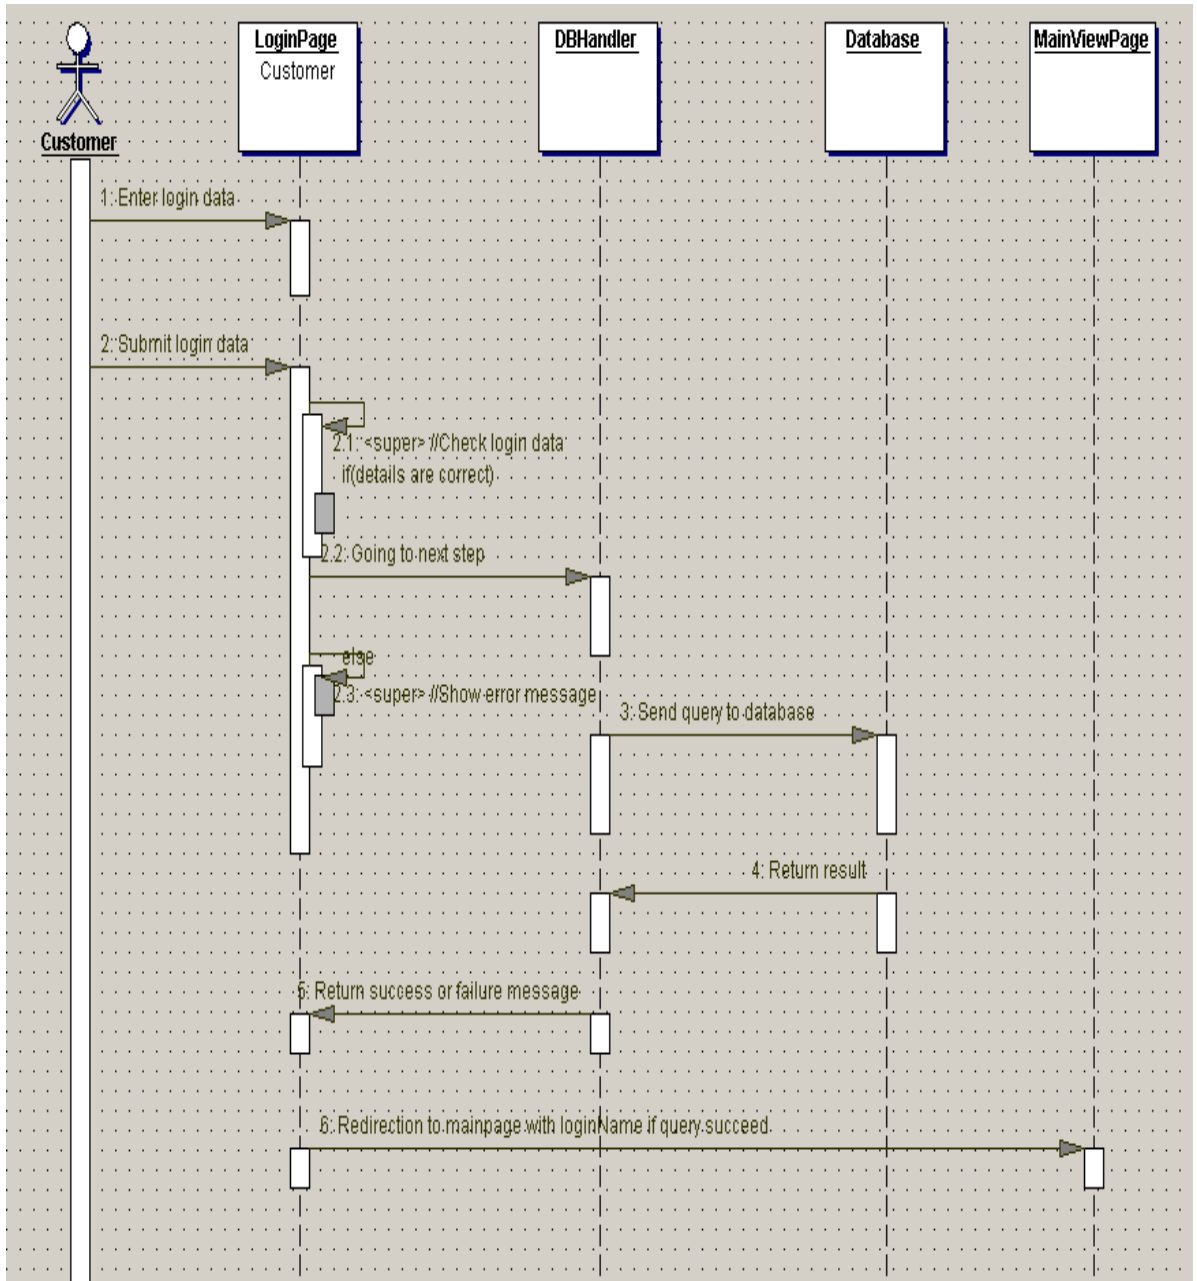 LoginPage
Customer
DBHandler
Database
MainViewPage
Customer
1: Enter login data
2: Submit login data
2.1: <super> //Check login data
if(details are correct)
2.2: Going to next step
else
2.3: <super> //Show error message
3: Send query to database
4: Return result
5: Return success or failure message
6: Redirection to mainpage with loginName if query succeed